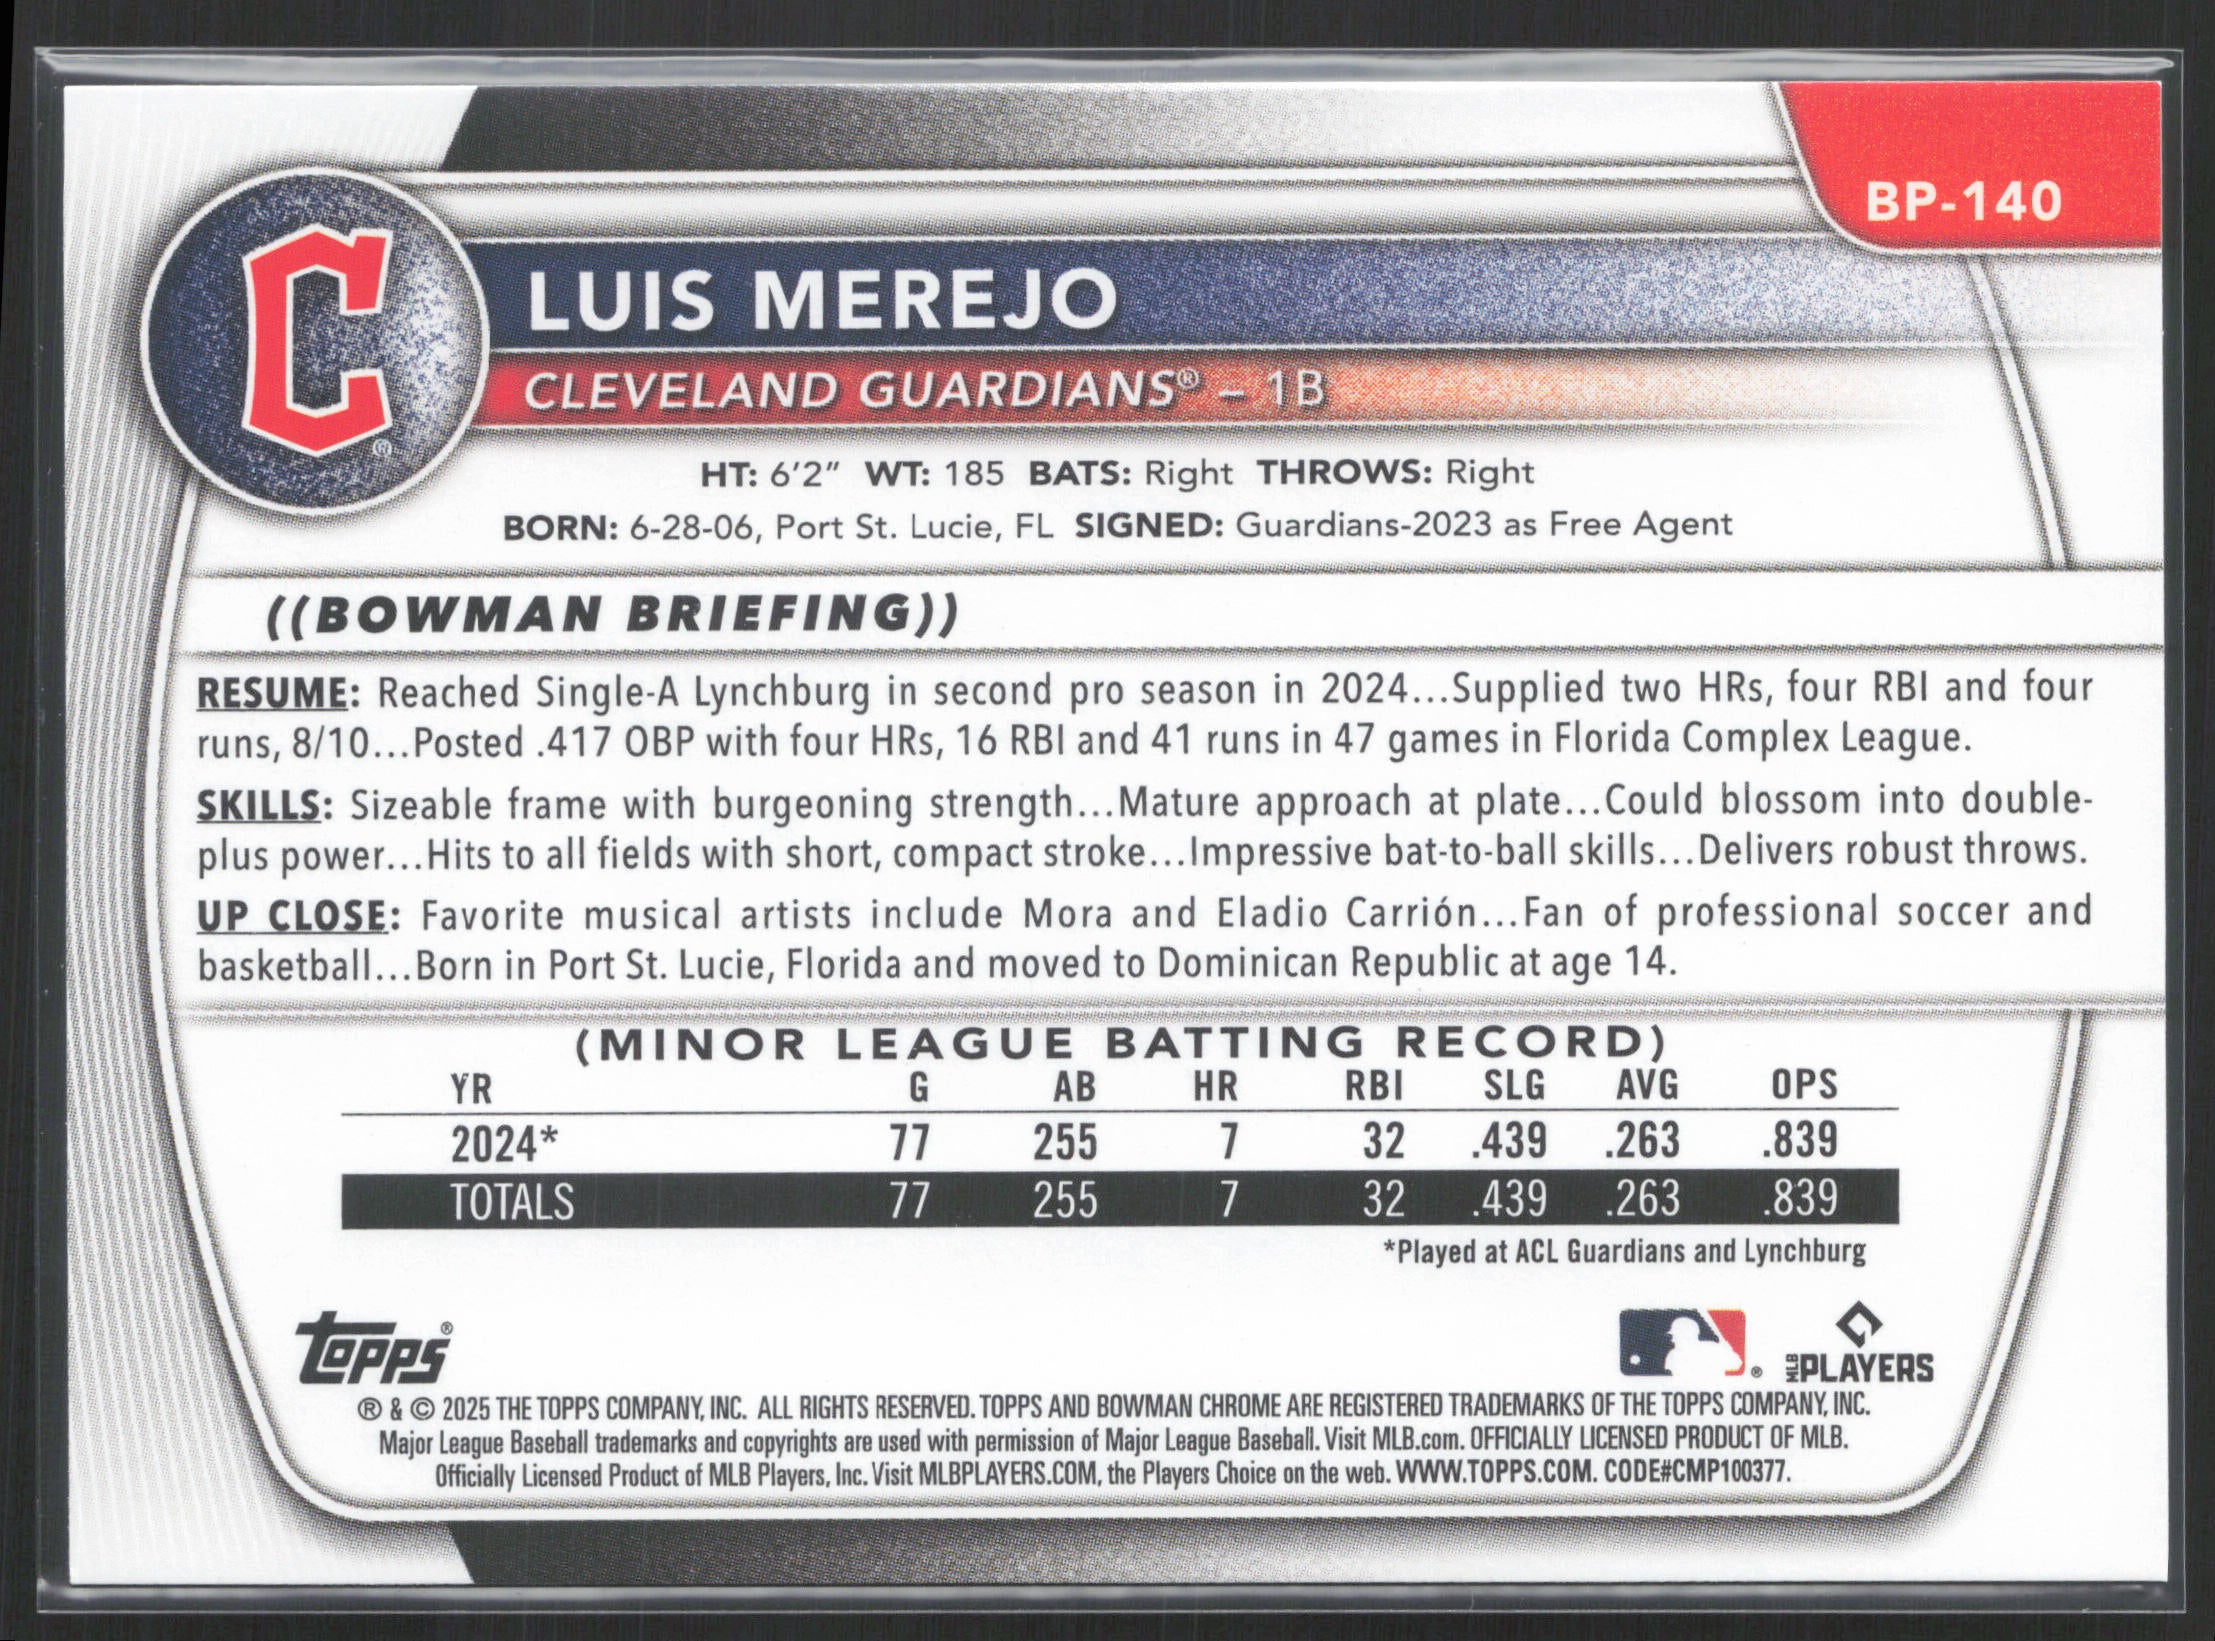 BP-140
C ®
LUIS MEREJO
CLEVELAND GUARDIANS® – 1B
HT: 6'2" WT: 185 BATS: Right THROWS: Right
BORN: 6-28-06, Port St. Lucie, FL SIGNED: Guardians-2023 as Free Agent
((BOWMAN BRIEFING))
RESUME: Reached Single-A Lynchburg in second pro season in 2024...Supplied two HRs, four RBI and four
runs, 8/10...Posted .417 OBP with four HRs, 16 RBI and 41 runs in 47 games in Florida Complex League.
SKILLS: Sizeable frame with burgeoning strength...Mature approach at plate...Could blossom into double-
plus power...Hits to all fields with short, compact stroke...Impressive bat-to-ball skills...Delivers robust throws.
UP CLOSE: Favorite musical artists include Mora and Eladio Carrión...Fan of professional soccer and
basketball...Born in Port St. Lucie, Florida and moved to Dominican Republic at age 14.
(MINOR LEAGUE BATTING RECORD)
YR G AB HR RBI SLG AVG OPS
2024* 77 255 7 32 .439 .263 .839
TOTALS 77 255 7 32 .439 .263 .839
*Played at ACL Guardians and Lynchburg
topps® ® MLB PLAYERS
® & © 2025 THE TOPPS COMPANY, INC. ALL RIGHTS RESERVED. TOPPS AND BOWMAN CHROME ARE REGISTERED TRADEMARKS OF THE TOPPS COMPANY, INC.
Major League Baseball trademarks and copyrights are used with permission of Major League Baseball. Visit MLB.com. OFFICIALLY LICENSED PRODUCT OF MLB.
Officially Licensed Product of MLB Players, Inc. Visit MLBPLAYERS.COM, the Players Choice on the web. WWW.TOPPS.COM. CODE#CMP100377.